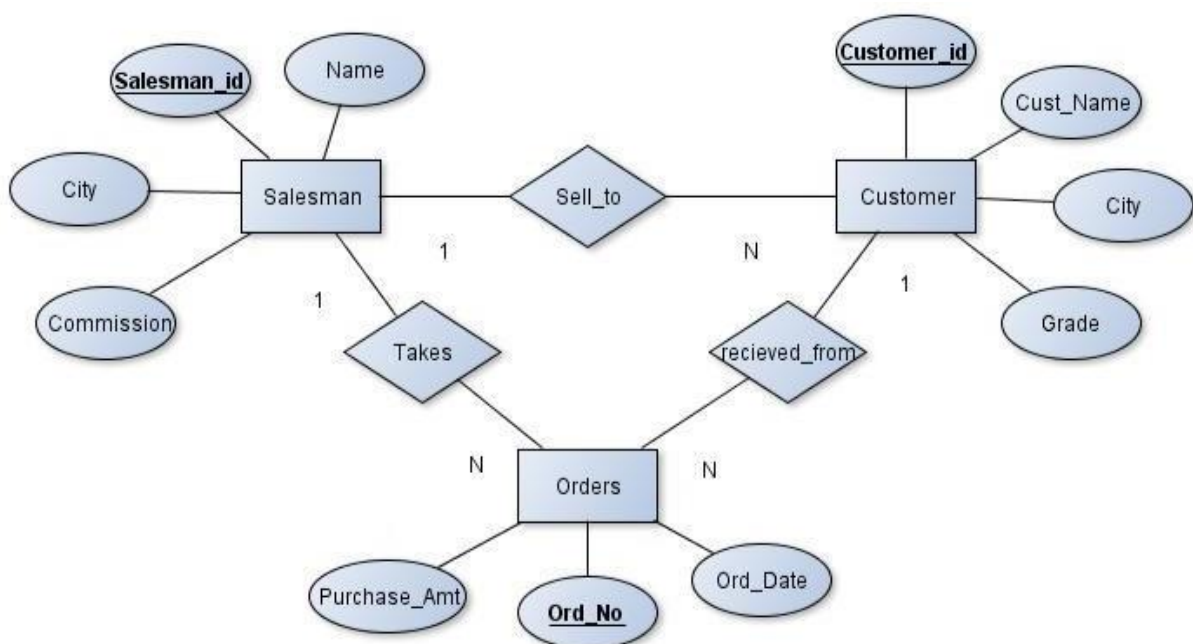 Customer_id
Salesman_id
Name
Cust_Name
City
Salesman
Sell_to
Customer
City
1
N
1
1
Commission
Takes
recieved_from
Grade
N
N
Orders
Purchase_Amt
Ord_No
Ord_Date